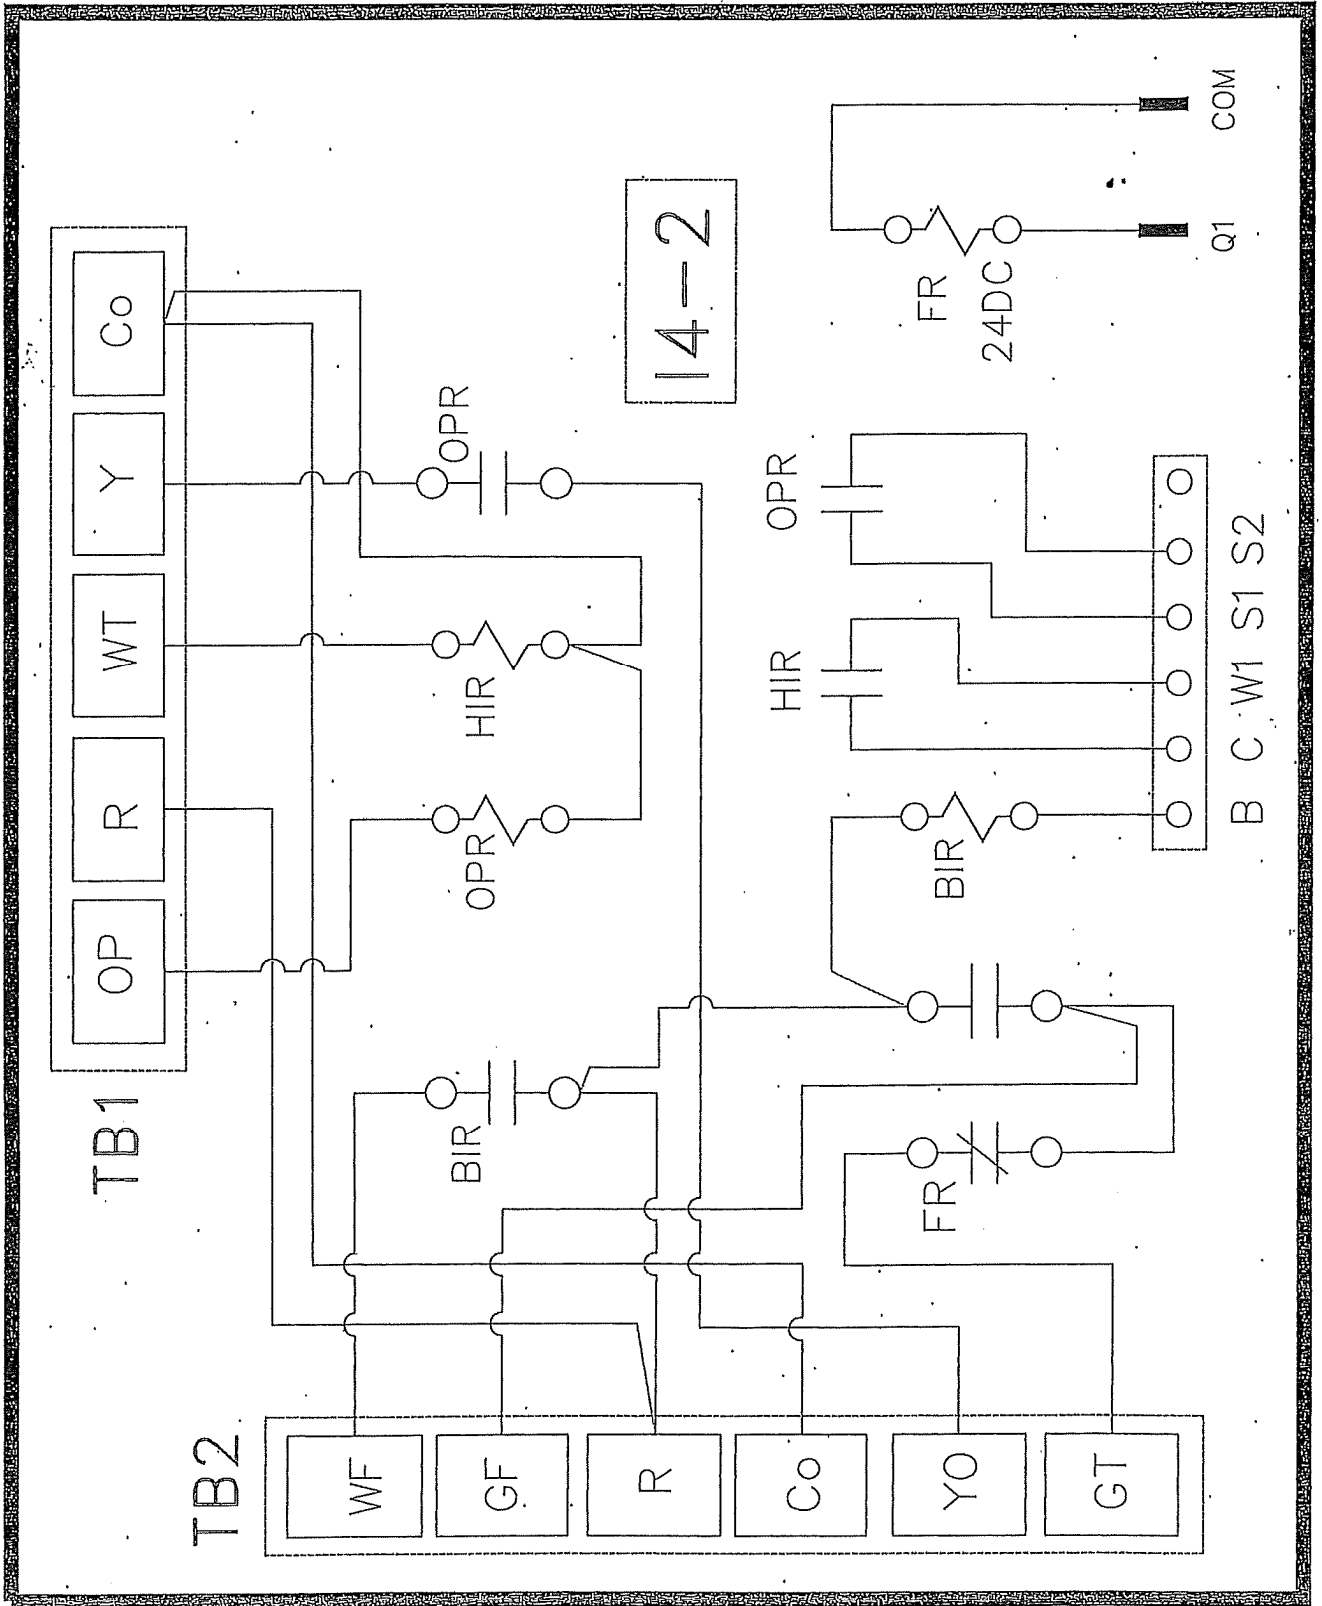 TB2
WF
GF
R
Co
YO
GT
TB1
OP
R
WT
Y
Co
BIR
OPR
HIR
OPR
14-2
FR
BIR
HIR
OPR
FR
24DC
B C W1 S1 S2
Q1
COM